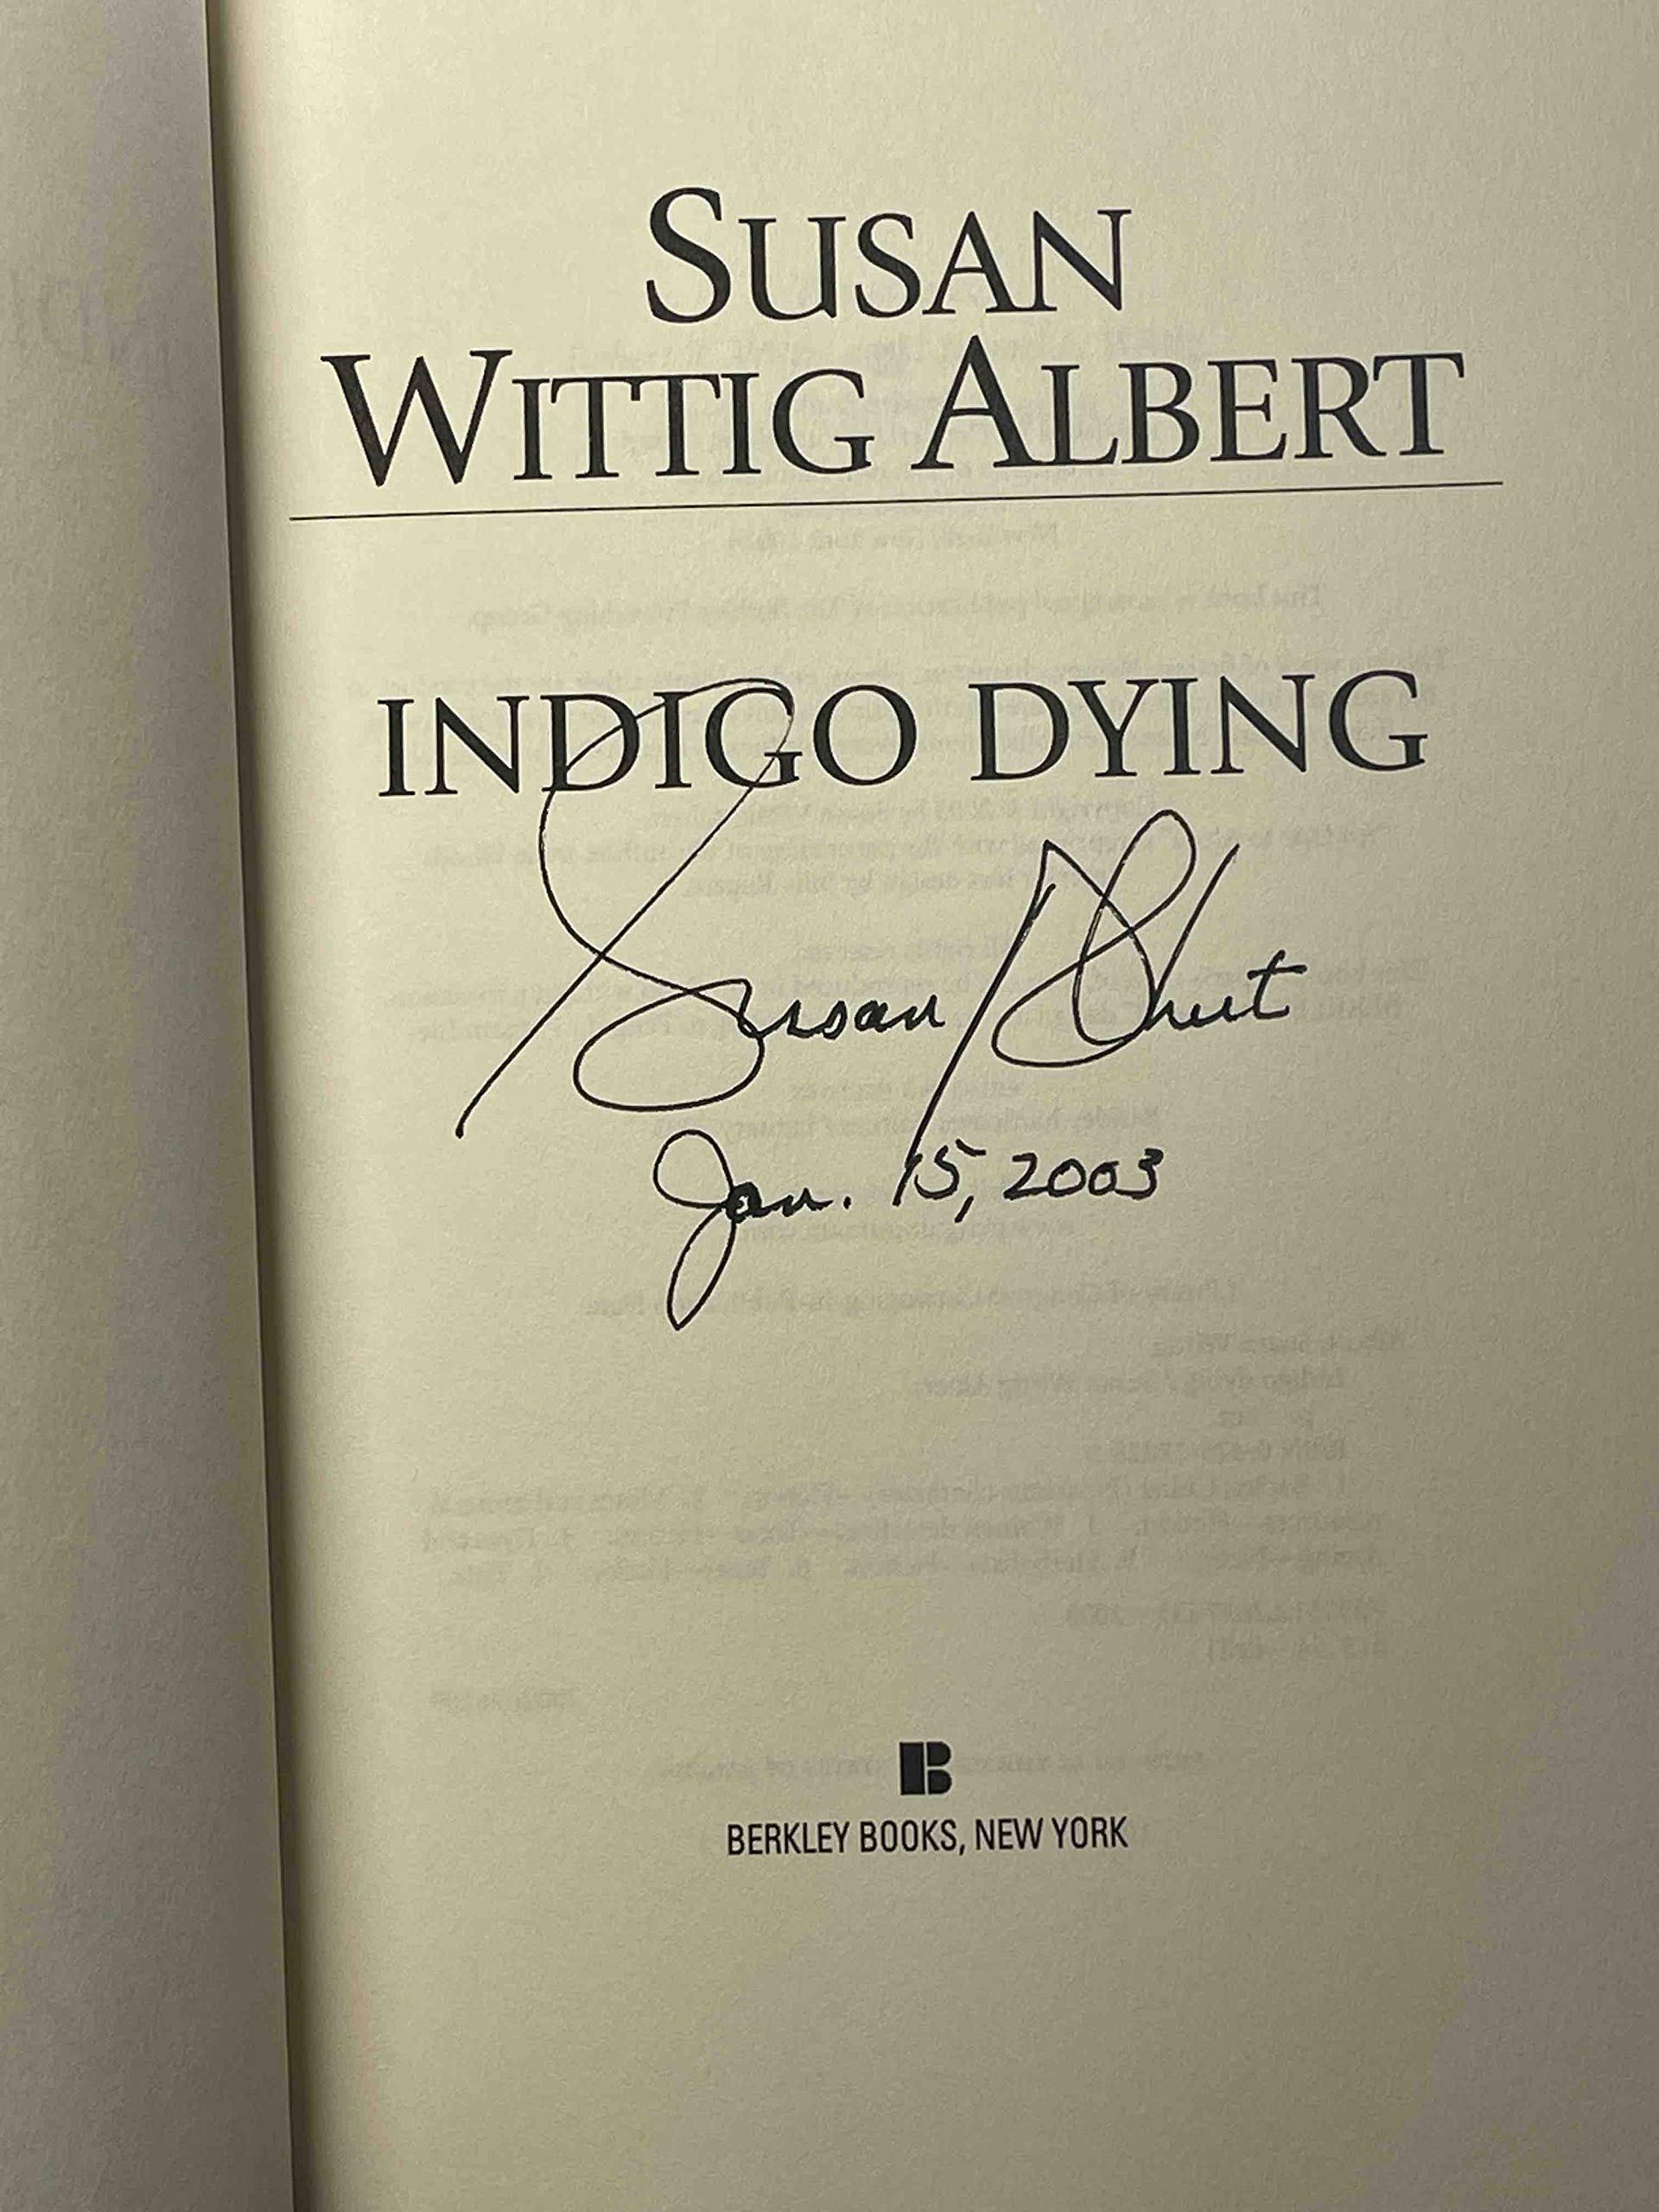 SUSAN
WITTIG ALBERT
INDIGO DYING
Susan Albert
Jan. 15, 2003
B
BERKLEY BOOKS, NEW YORK